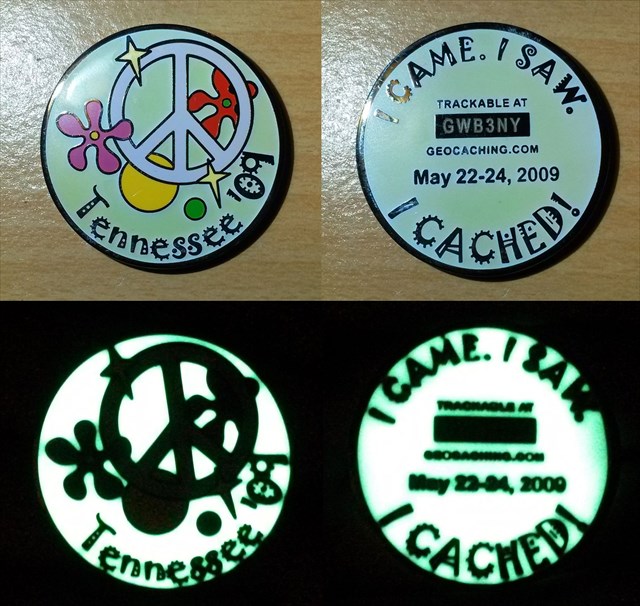 Tennessee '09
I CAME. I SAW.
TRACKABLE AT
GWB3NY
GEOCACHING.COM
May 22-24, 2009
I CACHED!
Tennessee '09
I CAME. I SAW.
TRACKABLE AT
GEOCACHING.COM
May 22-24, 2009
I CACHED!